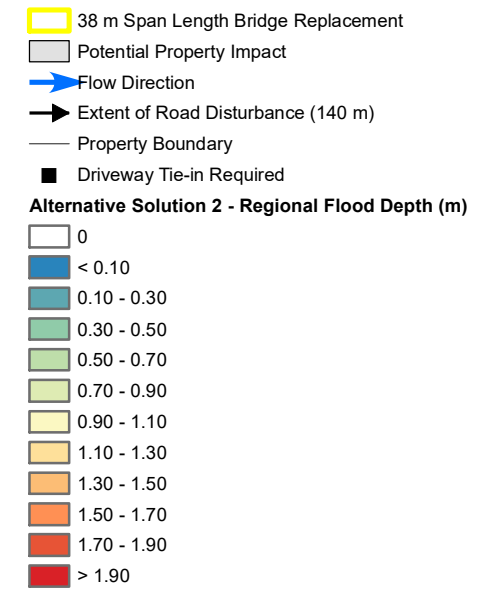 38 m Span Length Bridge Replacement
Potential Property Impact
Flow Direction
Extent of Road Disturbance (140 m)
Property Boundary
Driveway Tie-in Required
Alternative Solution 2 - Regional Flood Depth (m)
0
< 0.10
0.10 - 0.30
0.30 - 0.50
0.50 - 0.70
0.70 - 0.90
0.90 - 1.10
1.10 - 1.30
1.30 - 1.50
1.50 - 1.70
1.70 - 1.90
> 1.90